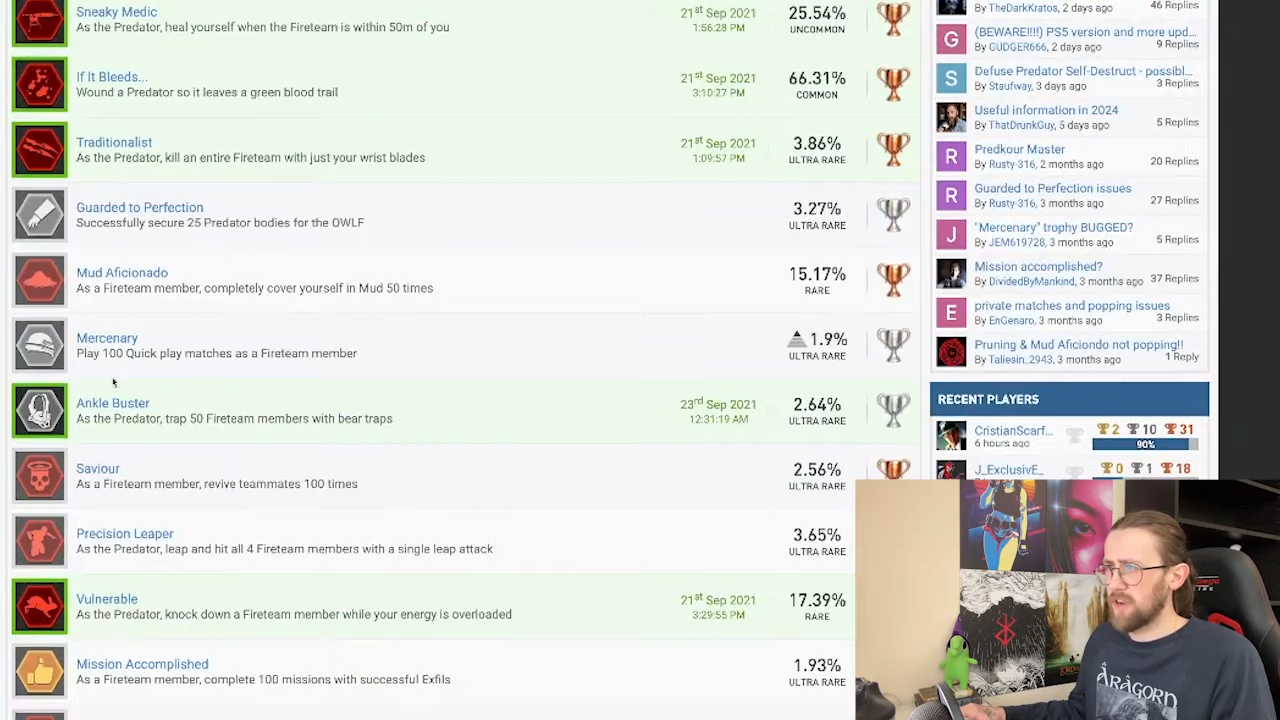 Sneaky Medic
As the Predator, heal yourself when the Fireteam is within 50m of you
21st Sep 2021
1:56:28 PM
25.54%
UNCOMMON
If It Bleeds...
Wound a Predator so it leaves a green blood trail
21st Sep 2021
3:10:27 PM
66.31%
COMMON
Traditionalist
As the Predator, kill an entire Fireteam with just your wrist blades
21st Sep 2021
1:09:57 PM
3.86%
ULTRA RARE
Guarded to Perfection
Successfully secure 25 Predator bodies for the OWLF
3.27%
ULTRA RARE
Mud Aficionado
As a Fireteam member, completely cover yourself in Mud 50 times
15.17%
RARE
Mercenary
Play 100 Quick play matches as a Fireteam member
1.9%
ULTRA RARE
Ankle Buster
As the Predator, trap 50 Fireteam members with bear traps
23rd Sep 2021
12:31:19 AM
2.64%
ULTRA RARE
Saviour
As a Fireteam member, revive teammates 100 times
2.56%
ULTRA RARE
Precision Leaper
As the Predator, leap and hit all 4 Fireteam members with a single leap attack
3.65%
ULTRA RARE
Vulnerable
As the Predator, knock down a Fireteam member while your energy is overloaded
21st Sep 2021
3:29:55 PM
17.39%
RARE
Mission Accomplished
As a Fireteam member, complete 100 missions with successful Exfils
1.93%
ULTRA RARE
By TheDarkKratos, 2 days ago
46 Replies
G
(BEWARE!!!!) PS5 version and more upd...
By GUDGER666, 2 days ago
9 Replies
S
Defuse Predator Self-Destruct - possibl...
By Staufway, 3 days ago
3 Replies
Useful information in 2024
By ThatDrunkGuy, 5 days ago
5 Replies
R
Predkour Master
By Rusty-316, 2 months ago
20 Replies
R
Guarded to Perfection issues
By Rusty-316, 3 months ago
27 Replies
J
"Mercenary" trophy BUGGED?
By JEM619728, 3 months ago
5 Replies
Mission accomplished?
By DividedByMankind, 3 months ago
37 Replies
E
private matches and popping issues
By EnGenaro, 3 months ago
3 Replies
Pruning & Mud Aficiondo not popping!!
By Taliesin_2943, 3 months ago
1 Reply
RECENT PLAYERS
CristianScarf...
6 hours ago
2 10 31
90%
J_ExclusivE_
0 1 18
ARAGORN